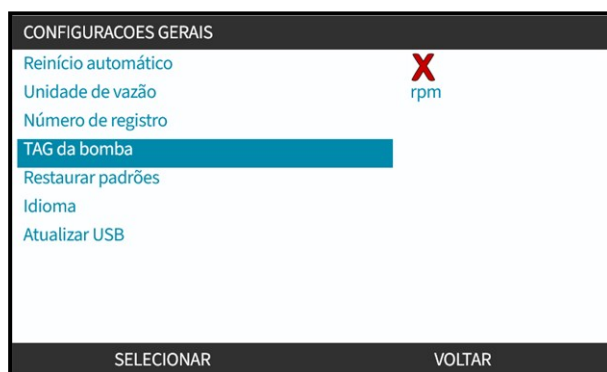 CONFIGURACOES GERAIS
Reinício automático X
Unidade de vazão rpm
Número de registro
TAG da bomba
Restaurar padrões
Idioma
Atualizar USB
SELECIONAR VOLTAR